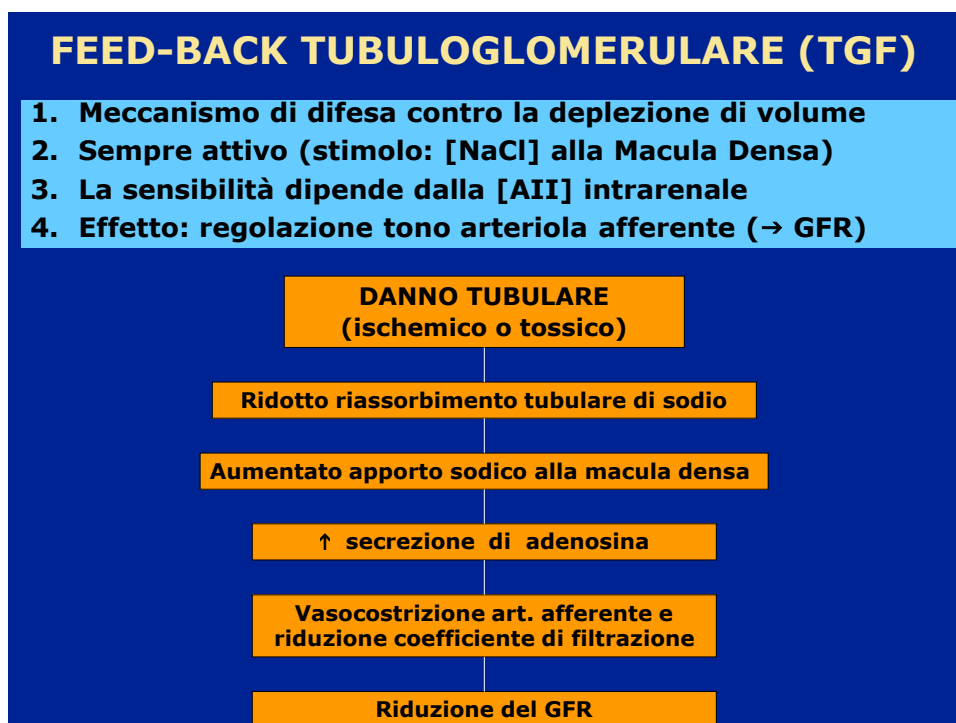 FEED-BACK TUBULOGLOMERULARE (TGF)
1. Meccanismo di difesa contro la deplezione di volume
2. Sempre attivo (stimolo: [NaCl] alla Macula Densa)
3. La sensibilità dipende dalla [AII] intrarenale
4. Effetto: regolazione tono arteriola afferente (→ GFR)
DANNO TUBULARE
(ischemico o tossico)
Ridotto riassorbimento tubulare di sodio
Aumentato apporto sodico alla macula densa
↑ secrezione di adenosina
Vasocostrizione art. afferente e
riduzione coefficiente di filtrazione
Riduzione del GFR